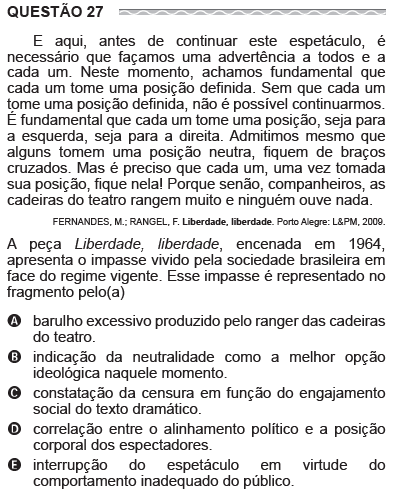 QUESTÃO 27
E aqui, antes de continuar este espetáculo, é
necessário que façamos uma advertência a todos e a
cada um. Neste momento, achamos fundamental que
cada um tome uma posição definida. Sem que cada um
tome uma posição definida, não é possível continuarmos.
É fundamental que cada um tome uma posição, seja para
a esquerda, seja para a direita. Admitimos mesmo que
alguns tomem uma posição neutra, fiquem de braços
cruzados. Mas é preciso que cada um, uma vez tomada
sua posição, fique nela! Porque senão, companheiros, as
cadeiras do teatro rangem muito e ninguém ouve nada.
FERNANDES, M.; RANGEL, F. Liberdade, liberdade. Porto Alegre: L&PM, 2009.
A peça Liberdade, liberdade, encenada em 1964,
apresenta o impasse vivido pela sociedade brasileira em
face do regime vigente. Esse impasse é representado no
fragmento pelo(a)
A barulho excessivo produzido pelo ranger das cadeiras
do teatro.
B indicação da neutralidade como a melhor opção
ideológica naquele momento.
C constatação da censura em função do engajamento
social do texto dramático.
D correlação entre o alinhamento político e a posição
corporal dos espectadores.
E interrupção do espetáculo em virtude do
comportamento inadequado do público.